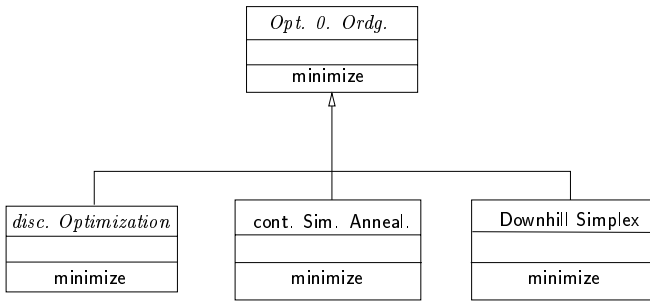 Opt. 0. Ordg.
minimize
disc. Optimization
cont. Sim. Anneal.
Downhill Simplex
minimize
minimize
minimize